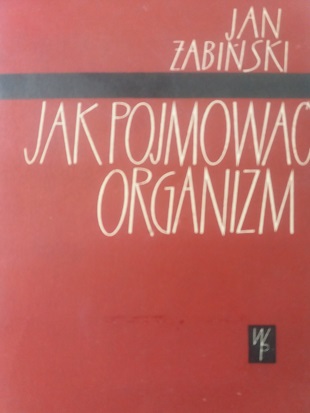 JAN
ŻABIŃSKI
JAK POJMOWAĆ
ORGANIZM
WP